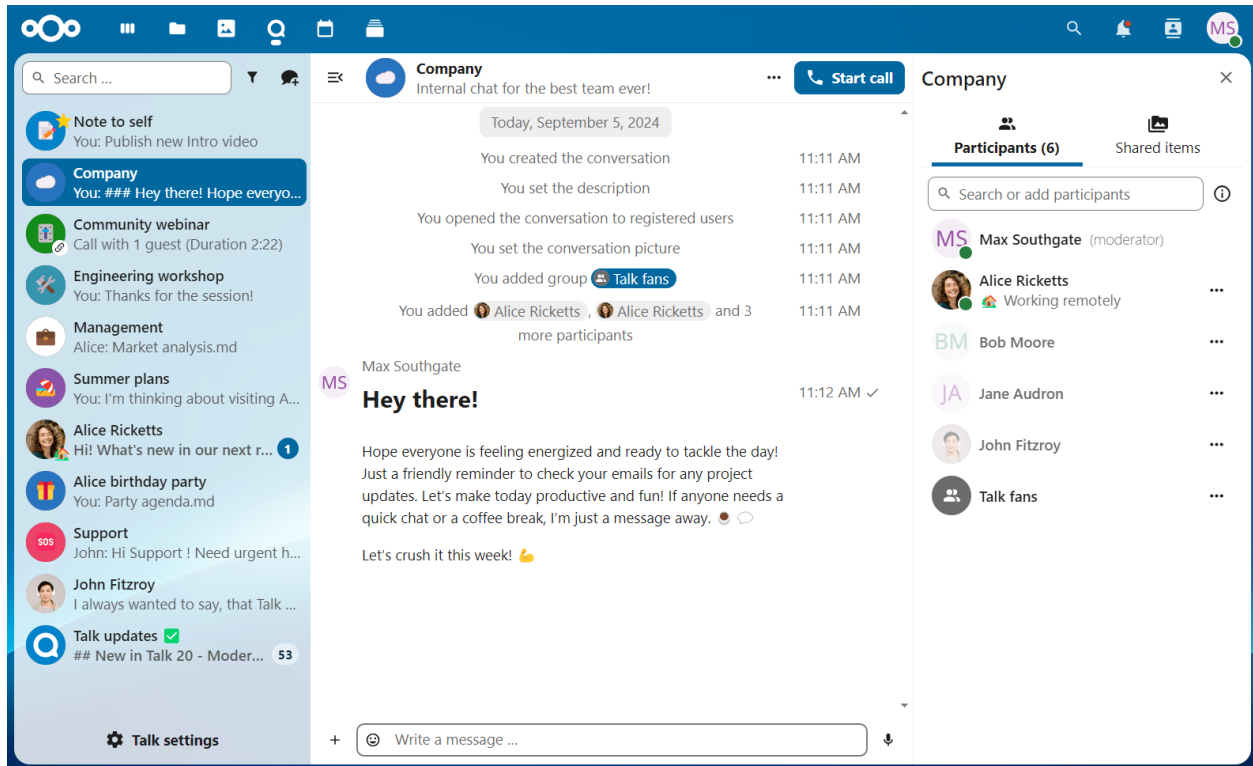 MS
Search ...
Note to self
You: Publish new Intro video
Company
You: ### Hey there! Hope everyo...
Community webinar
Call with 1 guest (Duration 2:22)
Engineering workshop
You: Thanks for the session!
Management
Alice: Market analysis.md
Summer plans
You: I'm thinking about visiting A...
Alice Ricketts
Hi! What's new in our next r... 1
Alice birthday party
You: Party agenda.md
SOS
Support
John: Hi Support ! Need urgent h...
John Fitzroy
I always wanted to say, that Talk ...
Talk updates ✅
## New in Talk 20 - Moder... 53
Talk settings
Company
Internal chat for the best team ever!
Start call
Today, September 5, 2024
You created the conversation 11:11 AM
You set the description 11:11 AM
You opened the conversation to registered users 11:11 AM
You set the conversation picture 11:11 AM
You added group Talk fans 11:11 AM
You added Alice Ricketts , Alice Ricketts and 3 11:11 AM
more participants
Max Southgate
MS
Hey there! 11:12 AM
Hope everyone is feeling energized and ready to tackle the day!
Just a friendly reminder to check your emails for any project
updates. Let's make today productive and fun! If anyone needs a
quick chat or a coffee break, I'm just a message away. ☕ 💬
Let's crush it this week! 💪
Write a message ...
Company
Participants (6) Shared items
Search or add participants
MS Max Southgate (moderator)
Alice Ricketts
🏡 Working remotely
BM Bob Moore
JA Jane Audron
John Fitzroy
Talk fans